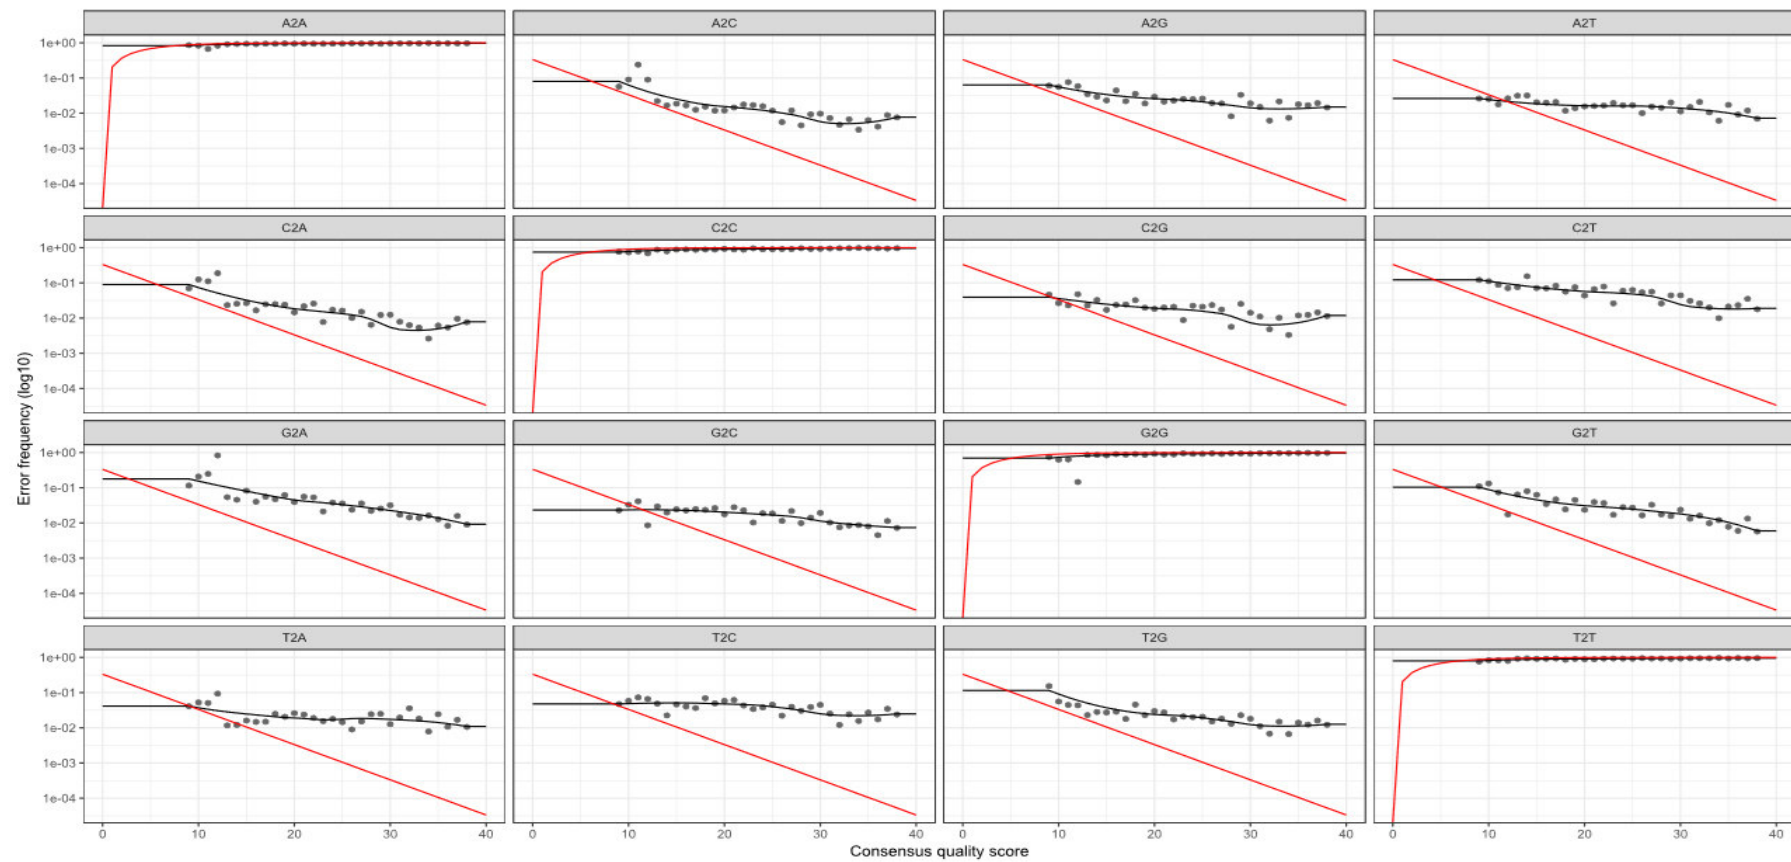 A2A A2C A2G A2T
1e+00
1e-01
1e-02
1e-03
1e-04
C2A C2C C2G C2T
1e+00
1e-01
1e-02
1e-03
1e-04
G2A G2C G2G G2T
1e+00
1e-01
1e-02
1e-03
1e-04
T2A T2C T2G T2T
1e+00
1e-01
1e-02
1e-03
1e-04
0 10 20 30 40 0 10 20 30 40 0 10 20 30 40 0 10 20 30 40
Error frequency (log10)
Consensus quality score